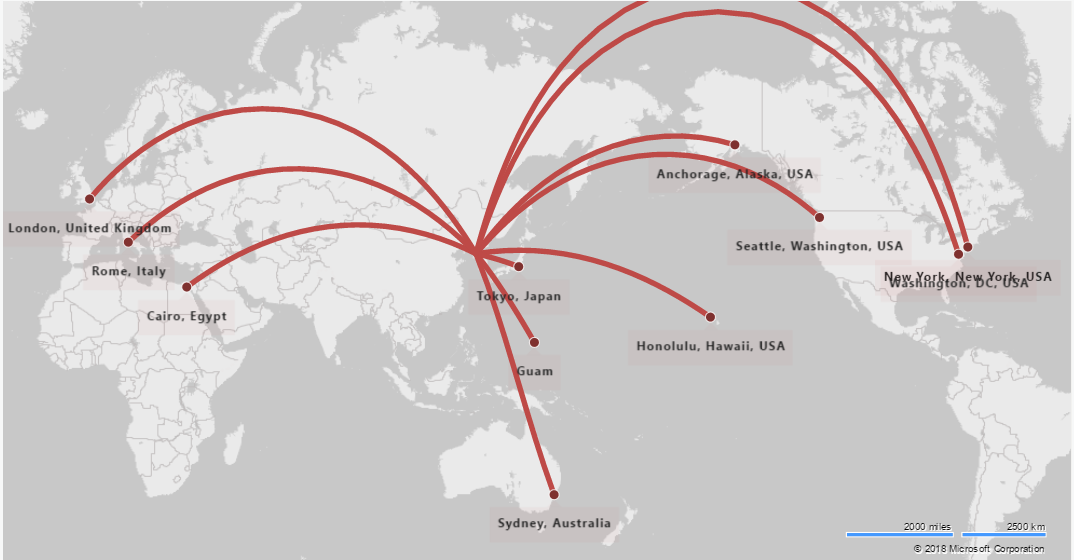 Anchorage, Alaska, USA
London, United Kingdom
Seattle, Washington, USA
Rome, Italy
New York, New York, USA
Washington, DC, USA
Tokyo, Japan
Cairo, Egypt
Honolulu, Hawaii, USA
Guam
Sydney, Australia
2000 miles
2500 km
© 2018 Microsoft Corporation